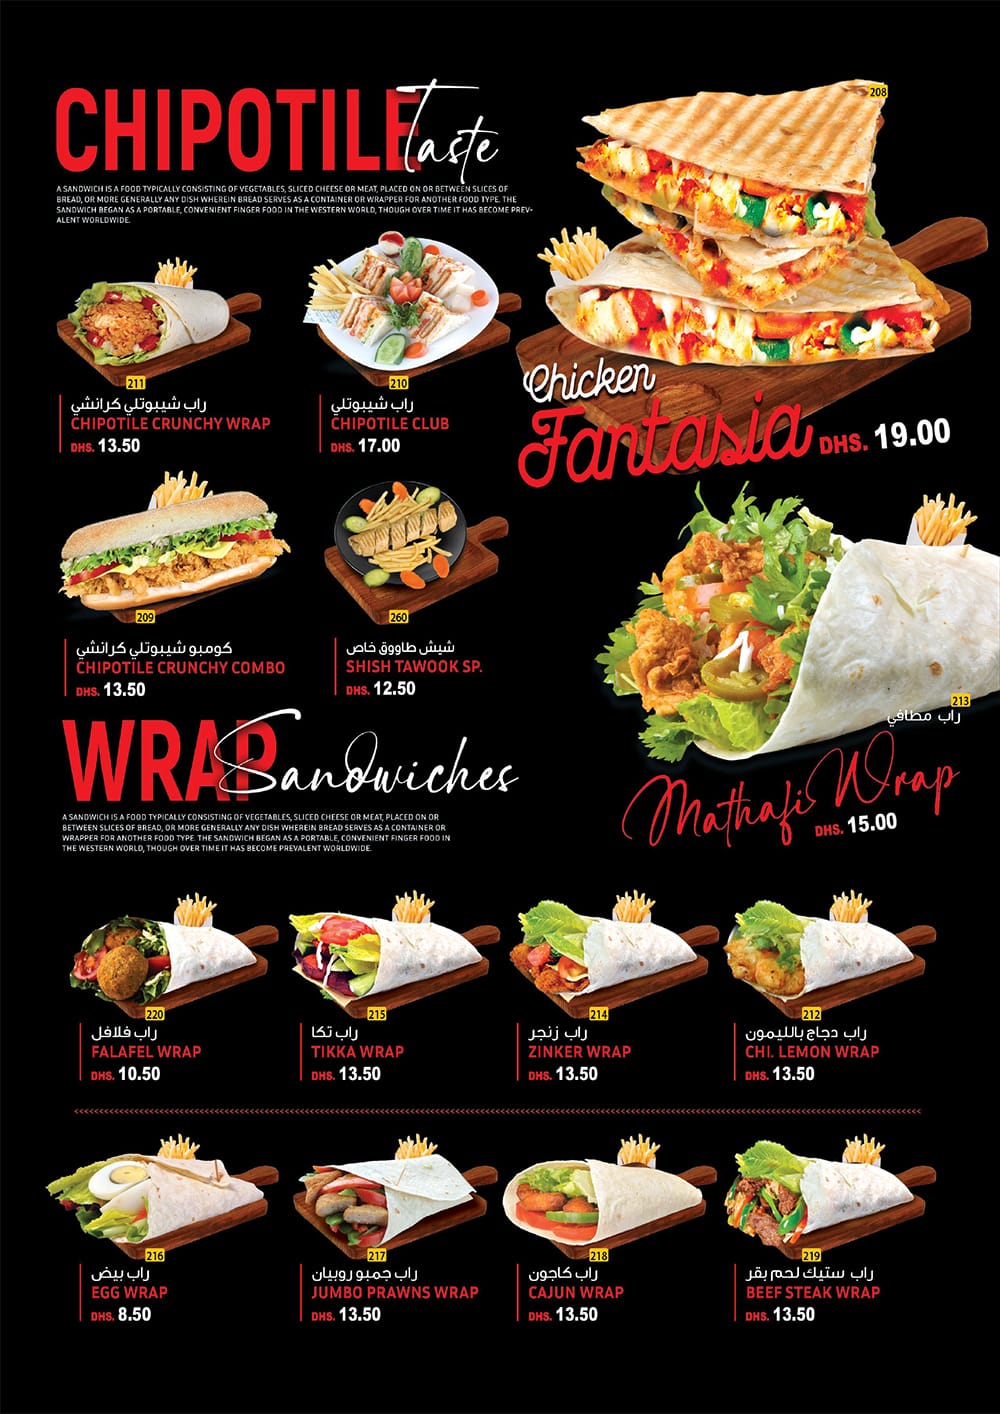 CHIPOTILE
Taste
A SANDWICH IS A FOOD TYPICALLY CONSISTING OF VEGETABLES, SLICED CHEESE OR MEAT, PLACED ON OR BETWEEN SLICES OF
BREAD, OR MORE GENERALLY ANY DISH WHEREIN BREAD SERVES AS A CONTAINER OR WRAPPER FOR ANOTHER FOOD TYPE. THE
SANDWICH BEGAN AS A PORTABLE, CONVENIENT FINGER FOOD IN THE WESTERN WORLD, THOUGH OVER TIME IT HAS BECOME PREV-
ALENT WORLDWIDE.
208
Chicken
Fantasia
DHS. 19.00
211
راب شيبوتلي كرانشي
CHIPOTILE CRUNCHY WRAP
DHS. 13.50
210
راب شيبوتلي
CHIPOTILE CLUB
DHS. 17.00
209
كومبو شيبوتلي كرانشي
CHIPOTILE CRUNCHY COMBO
DHS. 13.50
260
شيش طاووق خاص
SHISH TAWOOK SP.
DHS. 12.50
213
راب مطافي
Mathafi Wrap
DHS. 15.00
WRAP
Sandwiches
A SANDWICH IS A FOOD TYPICALLY CONSISTING OF VEGETABLES, SLICED CHEESE OR MEAT, PLACED ON OR
BETWEEN SLICES OF BREAD, OR MORE GENERALLY ANY DISH WHEREIN BREAD SERVES AS A CONTAINER OR
WRAPPER FOR ANOTHER FOOD TYPE. THE SANDWICH BEGAN AS A PORTABLE, CONVENIENT FINGER FOOD IN
THE WESTERN WORLD, THOUGH OVER TIME IT HAS BECOME PREVALENT WORLDWIDE.
220
راب فلافل
FALAFEL WRAP
DHS. 10.50
215
راب تكا
TIKKA WRAP
DHS. 13.50
214
راب زنجر
ZINKER WRAP
DHS. 13.50
212
راب دجاج بالليمون
CHI. LEMON WRAP
DHS. 13.50
216
راب بيض
EGG WRAP
DHS. 8.50
217
راب جمبو روبيان
JUMBO PRAWNS WRAP
DHS. 13.50
218
راب كاجون
CAJUN WRAP
DHS. 13.50
219
راب ستيك لحم بقر
BEEF STEAK WRAP
DHS. 13.50